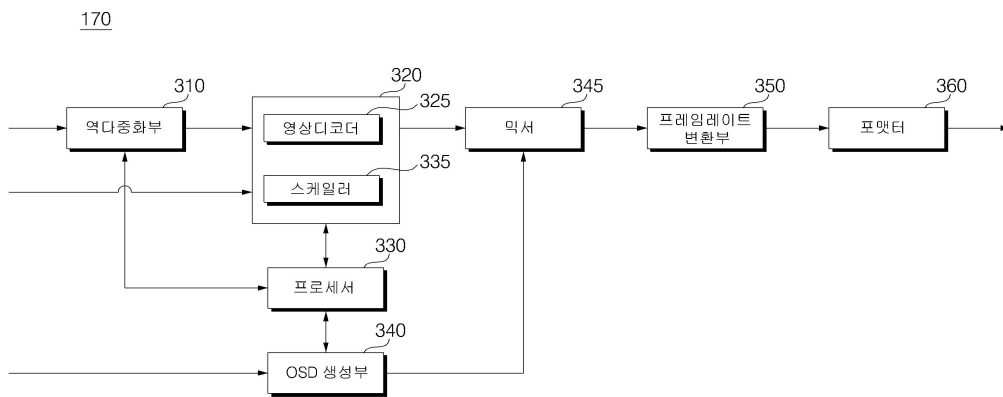 170
310
역다중화부
320
325
영상디코더
335
스케일러
345
믹서
350
프레임레이트
변환부
360
포맷터
330
프로세서
340
OSD 생성부